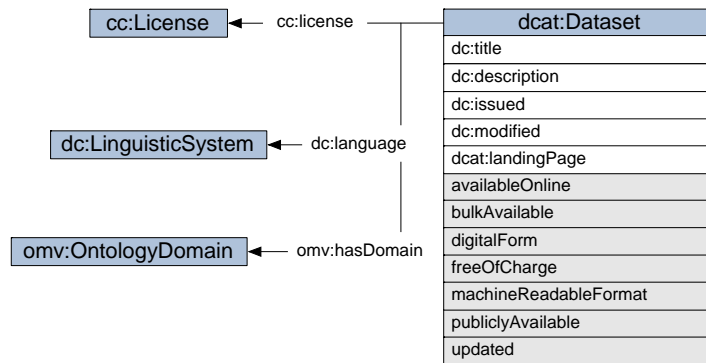 cc:License
cc:license
dcat:Dataset
dc:title
dc:description
dc:issued
dc:modified
dc:LinguisticSystem
dc:language
dcat:landingPage
availableOnline
bulkAvailable
digitalForm
omv:OntologyDomain
omv:hasDomain
freeOfCharge
machineReadableFormat
publiclyAvailable
updated